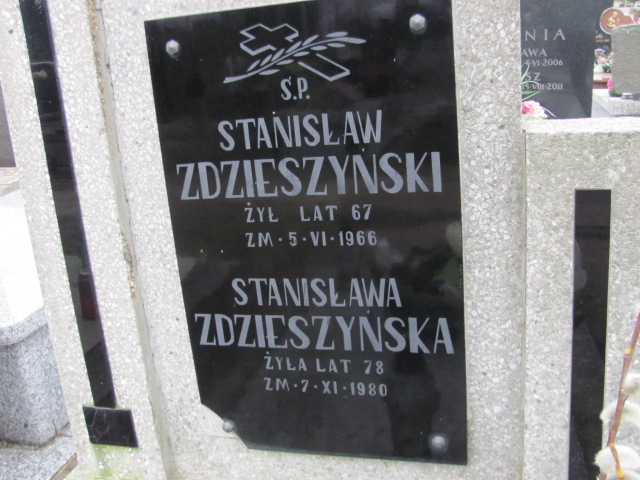 Ś.P.
STANISŁAW
ZDZIESZYŃSKI
ŻYŁ LAT 67
ZM·5·VI·1966
STANISŁAWA
ZDZIESZYŃSKA
ŻYŁA LAT 78
ZM·7·XI·1980